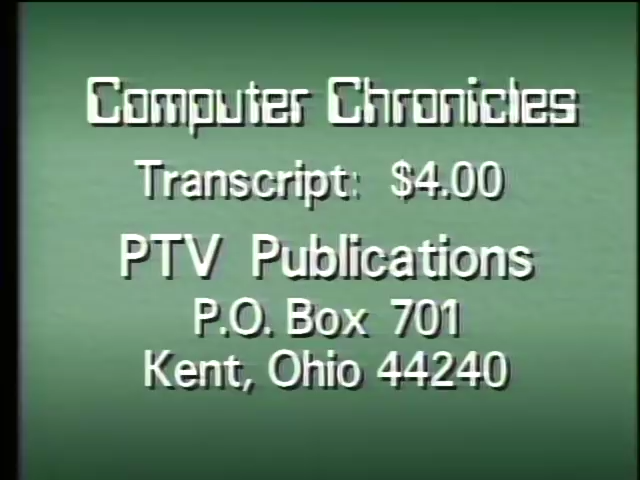 Computer Chronicles
Transcript: $4.00
PTV Publications
P.O. Box 701
Kent, Ohio 44240